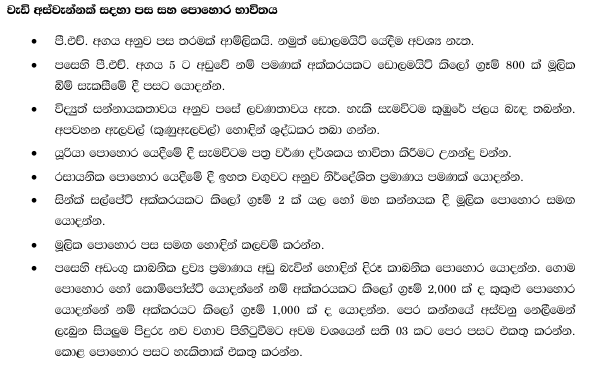 වැඩි අස්වැන්නක් සදහා පස සහ පොහොර භාවිතය
• පී.එච්. අගය අනුව පස තරමක් ආම්ලිකයි. නමුත් ඩොලමයිට් යෙදීම අවශ්‍ය නැත.
• පසෙහි පී.එච්. අගය 5 ට අඩුවේ නම් පමණක් අක්කරයකට ඩොලමයිට් කිලෝ ග්‍රෑම් 800 ක් මූලික
බිම් සැකසීමේ දී පසට යොදන්න.
• විද්‍යුත් සන්නායකතාවය අනුව පසේ ලවණතාවය ඇත. හැකි සැමවිටම කුඹුරේ ජලය බැඳ තබන්න.
අපවහන ඇලවල් (කුණුඇලවල්) හොඳින් ශුද්ධකර තබා ගන්න.
• යූරියා පොහොර යෙදීමේ දී සැමවිටම පත්‍ර වර්ණ දර්ශකය භාවිතා කිරීමට උනන්දු වන්න.
• රසායනික පොහොර යෙදීමේ දී ඉහත වගුවට අනුව නිර්දේශිත ප්‍රමාණය පමණක් යොදන්න.
• සින්ක් සල්පේට් අක්කරයකට කිලෝ ග්‍රෑම් 2 ක් යල හෝ මහ කන්නයක දී මූලික පොහොර සමඟ
යොදන්න.
• මූලික පොහොර පස සමඟ හොඳින් කලවම් කරන්න.
• පසෙහි අඩංගු කාබනික ද්‍රව්‍ය ප්‍රමාණය අඩු බැවින් හොඳින් දිරූ කාබනික පොහොර යොදන්න. ගොම
පොහොර හෝ කොම්පෝස්ට් යොදන්නේ නම් අක්කරයකට කිලෝ ග්‍රෑම් 2,000 ක් ද කුකුළු පොහොර
යොදන්නේ නම් අක්කරයට කිලෝ ග්‍රෑම් 1,000 ක් ද යොදන්න. පෙර කන්නයේ අස්වනු නෙලීමෙන්
ලැබුන සියලුම පිදුරු නව වගාව පිහිටුවීමට අවම වශයෙන් සති 03 කට පෙර පසට එකතු කරන්න.
කොළ පොහොර පසට හැකිතාක් එකතු කරන්න.